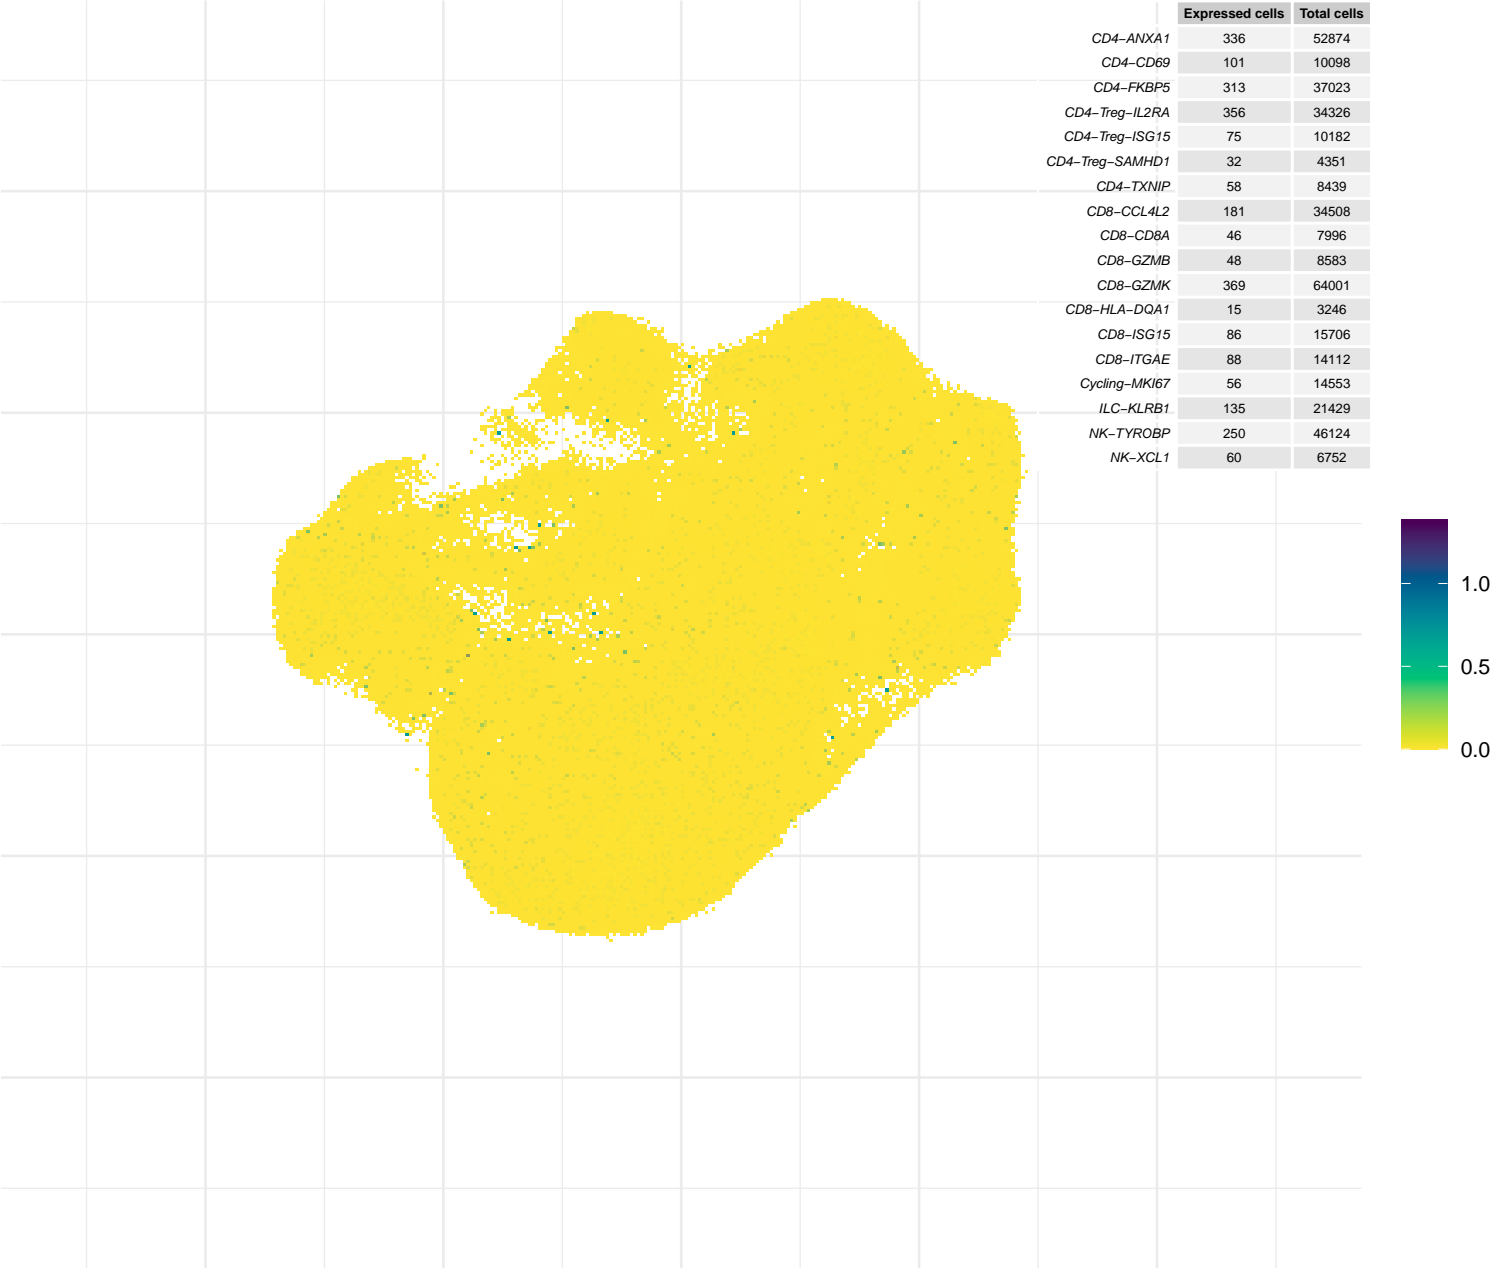 Expressed cells Total cells
CD4−ANXA1 336 52874
CD4−CD69 101 10098
CD4−FKBP5 313 37023
CD4−Treg−IL2RA 356 34326
CD4−Treg−ISG15 75 10182
CD4−Treg−SAMHD1 32 4351
CD4−TXNIP 58 8439
CD8−CCL4L2 181 34508
CD8−CD8A 46 7996
CD8−GZMB 48 8583
CD8−GZMK 369 64001
CD8−HLA−DQA1 15 3246
CD8−ISG15 86 15706
CD8−ITGAE 88 14112
Cycling−MKI67 56 14553
ILC−KLRB1 135 21429
NK−TYROBP 250 46124
NK−XCL1 60 6752
1.0
0.5
0.0